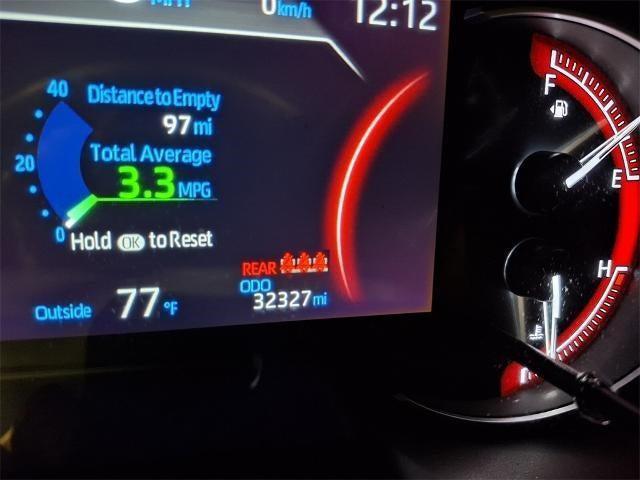 MPH 0 km/h 12:12
40 Distance to Empty
97 mi
20 Total Average
3.3 MPG
0 Hold OK to Reset
REAR
ODO
32327 mi
Outside 77 °F
F
E
H